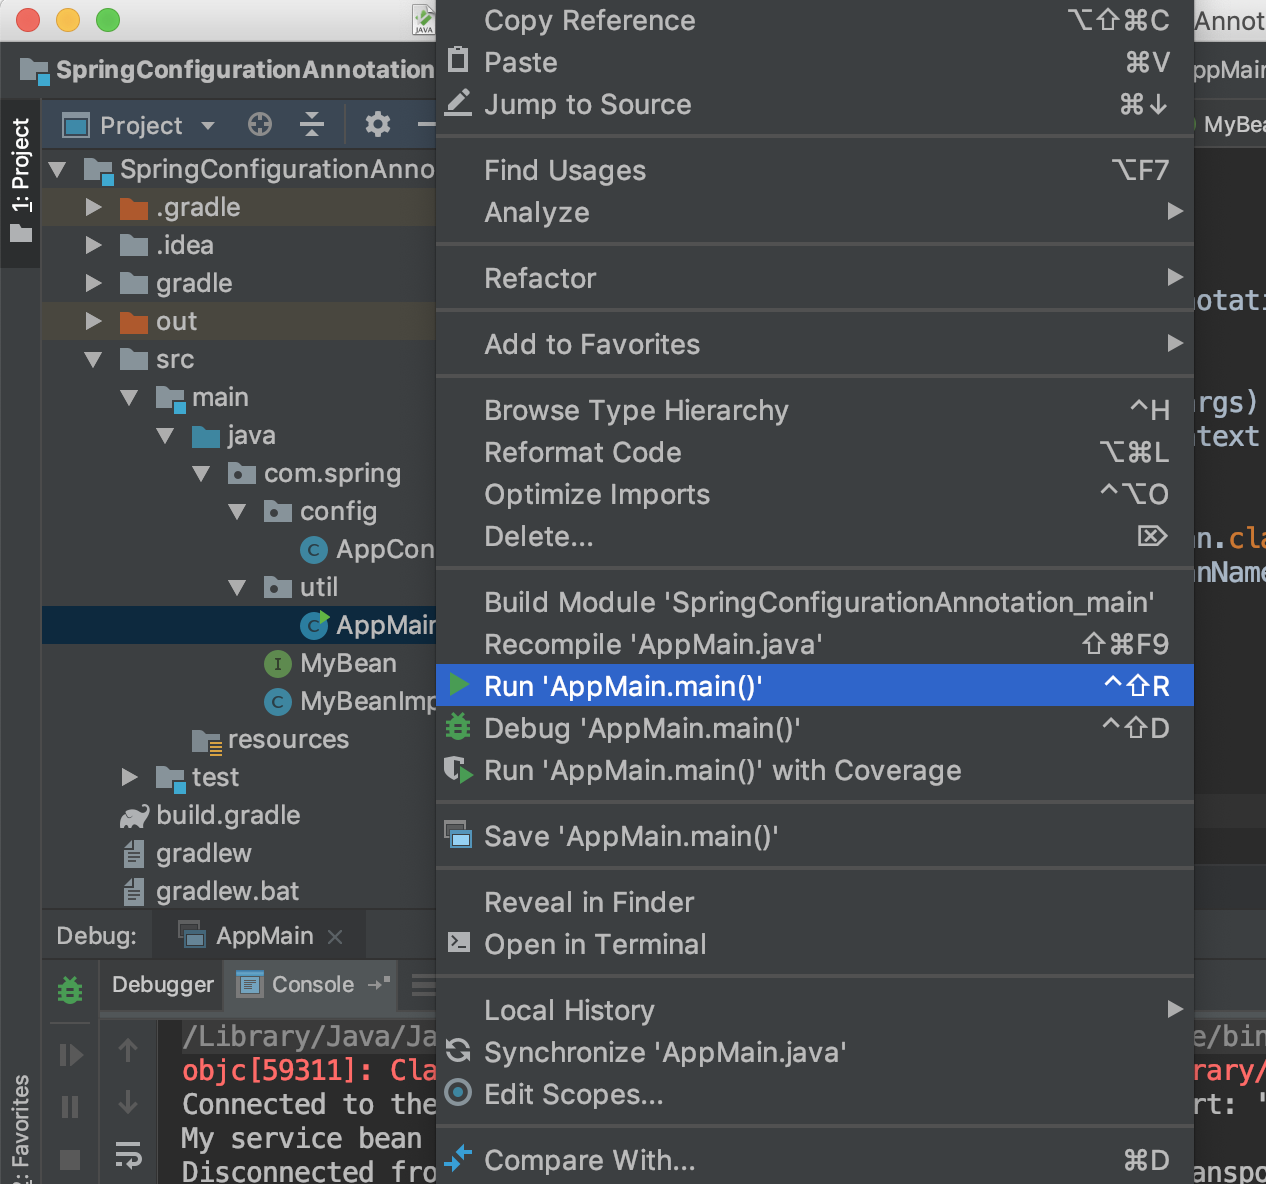 JAVA
Annot
SpringConfigurationAnnotation
1: Project
Project
SpringConfigurationAnno
.gradle
.idea
gradle
out
src
main
java
com.spring
config
AppCon
util
AppMain
MyBean
MyBeanImp
resources
test
build.gradle
gradlew
gradlew.bat
Copy Reference ⌥⇧⌘C
Paste ⌘V
Jump to Source ⌘↓
Find Usages ⌥F7
Analyze
Refactor
Add to Favorites
Browse Type Hierarchy ^H
Reformat Code ⌥⌘L
Optimize Imports ^⌥O
Delete... ⌦
Build Module 'SpringConfigurationAnnotation_main'
Recompile 'AppMain.java' ⇧⌘F9
Run 'AppMain.main()' ^⇧R
Debug 'AppMain.main()' ^⇧D
Run 'AppMain.main()' with Coverage
Save 'AppMain.main()'
Reveal in Finder
Open in Terminal
Local History
Synchronize 'AppMain.java'
Edit Scopes...
Compare With... ⌘D
ppMain
MyBea
otati
rgs)
text
n.cla
nName
Debug: AppMain
Debugger Console
/Library/Java/Ja e/bin
objc[59311]: Cla rary/
Connected to the rt: '
My service bean
Disconnected fro anspo
2: Favorites